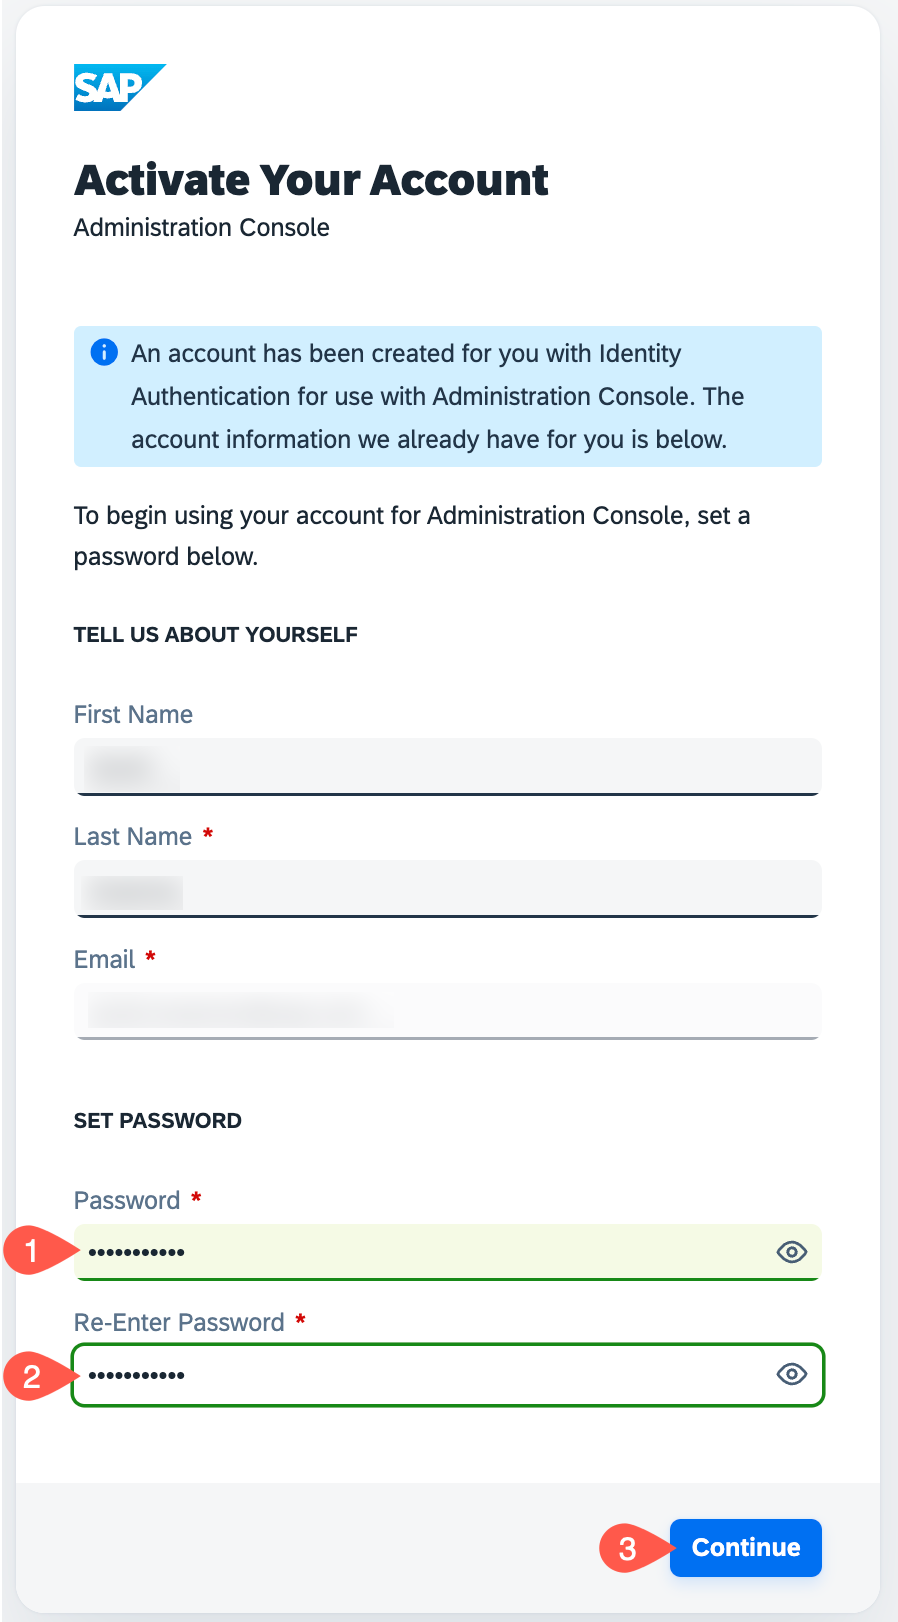 SAP
Activate Your Account
Administration Console
An account has been created for you with Identity
Authentication for use with Administration Console. The
account information we already have for you is below.
To begin using your account for Administration Console, set a
password below.
TELL US ABOUT YOURSELF
First Name
Last Name *
Email *
SET PASSWORD
Password *
1 •••••••••••
Re-Enter Password *
2 •••••••••••
3 Continue